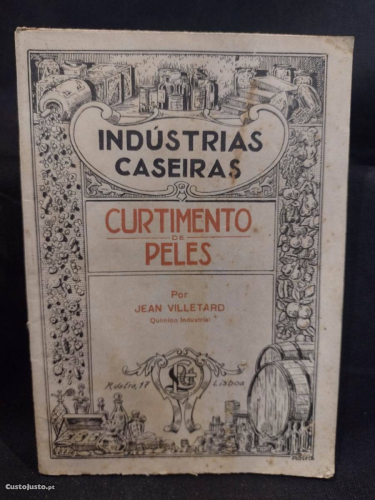 INDÚSTRIAS
CASEIRAS
CURTIMENTO
DE
PELES
Por
JEAN VILLETARD
Químico Industrial
Lisboa
CustoJusto.pt